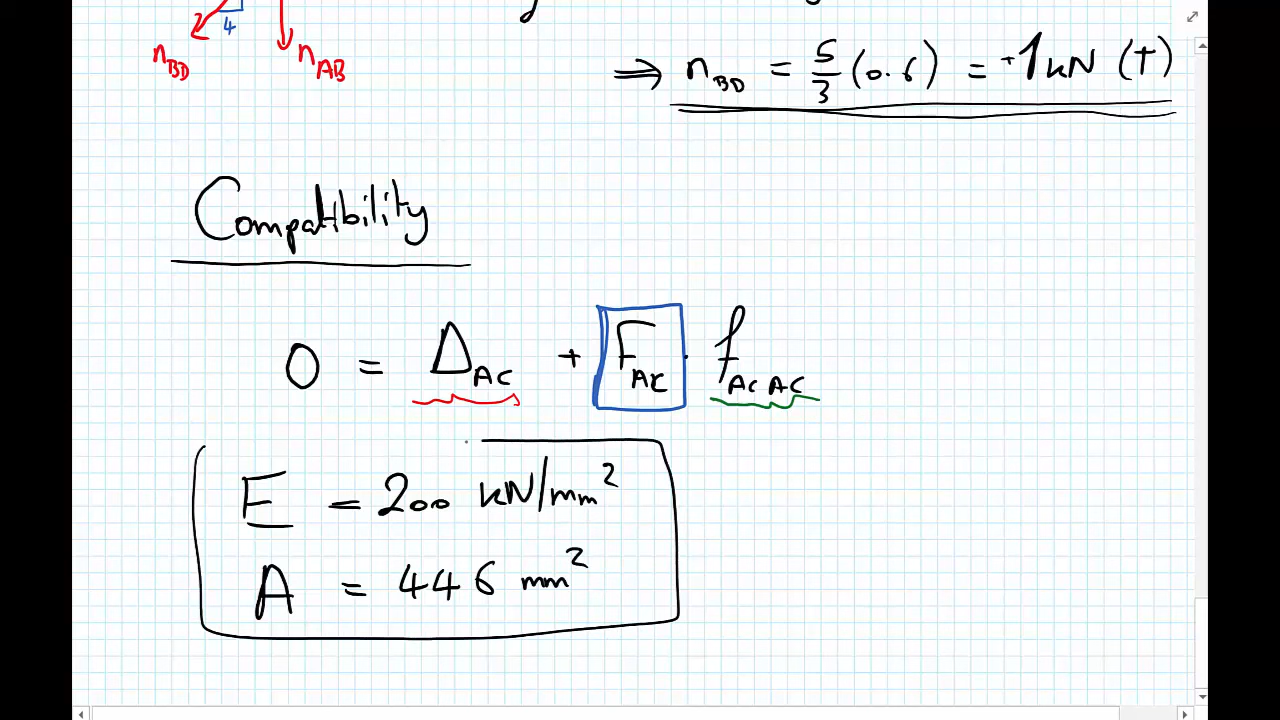 4
n_BD
n_AB
⇒ n_BD = 5/3 (0.6) = +1 kN (T)
Compatibility
0 = Δ_AC + F_AC · f_AC AC
E = 200 kN/mm²
A = 446 mm²